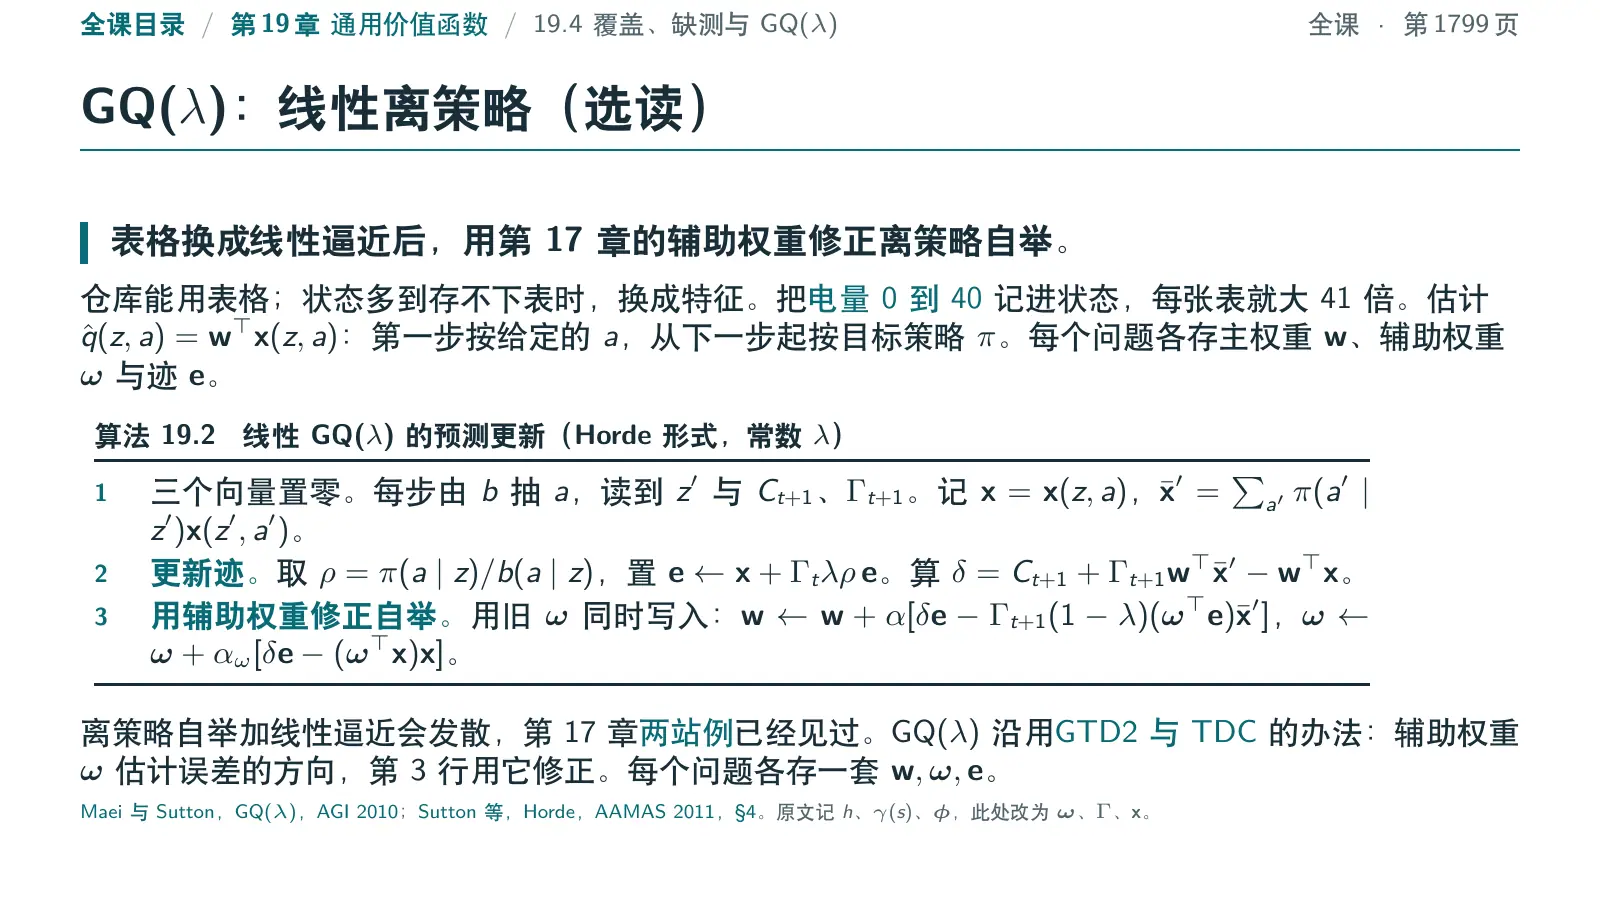 全课目录 / 第 19 章 通用价值函数 / 19.4 覆盖、缺测与 GQ(λ)
全课 · 第 1799 页
GQ(λ)：线性离策略（选读）
表格换成线性逼近后，用第 17 章的辅助权重修正离策略自举。
仓库能用表格；状态多到存不下表时，换成特征。把电量 0 到 40 记进状态，每张表就大 41 倍。估计
q̂(z, a) = w⊤x(z, a)：第一步按给定的 a，从下一步起按目标策略 π。每个问题各存主权重 w、辅助权重
ω 与迹 e。
算法 19.2 线性 GQ(λ) 的预测更新（Horde 形式，常数 λ）
1 三个向量置零。每步由 b 抽 a，读到 z′ 与 Cₜ₊₁、Γₜ₊₁。记 x = x(z, a)，x̄′ = ∑ₐ′ π(a′ |
z′)x(z′, a′)。
2 更新迹。取 ρ = π(a | z)/b(a | z)，置 e ← x + Γₜλρ e。算 δ = Cₜ₊₁ + Γₜ₊₁w⊤x̄′ − w⊤x。
3 用辅助权重修正自举。用旧 ω 同时写入：w ← w + α[δe − Γₜ₊₁(1 − λ)(ω⊤e)x̄′]，ω ←
ω + α_ω[δe − (ω⊤x)x]。
离策略自举加线性逼近会发散，第 17 章两站例已经见过。GQ(λ) 沿用GTD2 与 TDC 的办法：辅助权重
ω 估计误差的方向，第 3 行用它修正。每个问题各存一套 w, ω, e。
Maei 与 Sutton，GQ(λ)，AGI 2010；Sutton 等，Horde，AAMAS 2011，§4。原文记 h、γ(s)、ϕ，此处改为 ω、Γ、x。